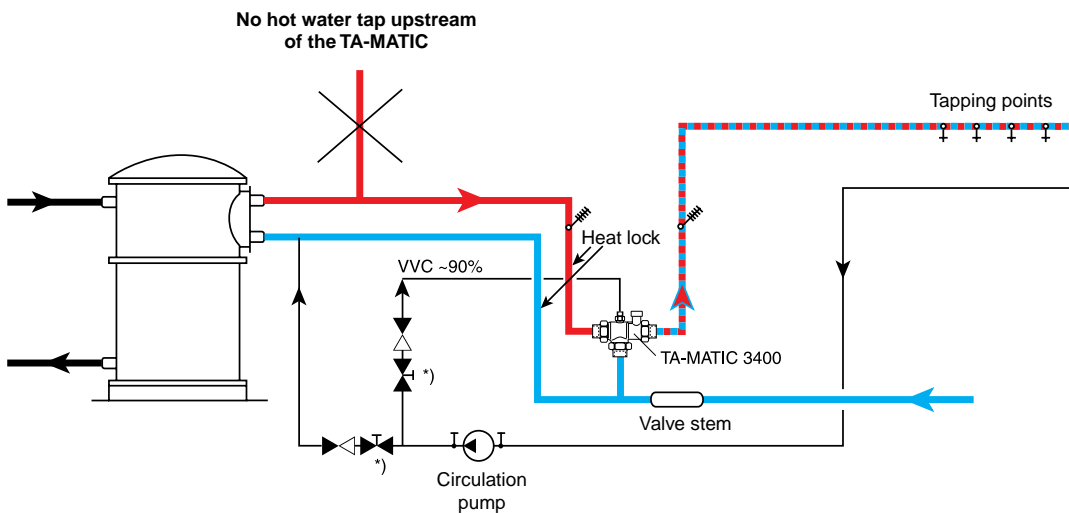 No hot water tap upstream
of the TA-MATIC
Tapping points
Heat lock
VVC ~90%
TA-MATIC 3400
*)
Valve stem
*)
Circulation
pump